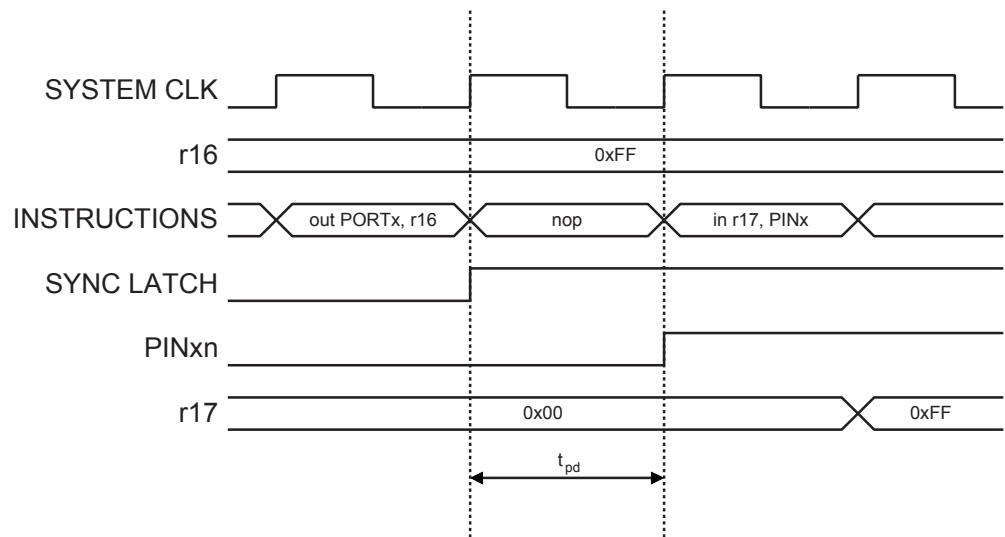 SYSTEM CLK
r16
0xFF
INSTRUCTIONS
out PORTx, r16
nop
in r17, PINx
SYNC LATCH
PINxn
r17
0x00
0xFF
tpd